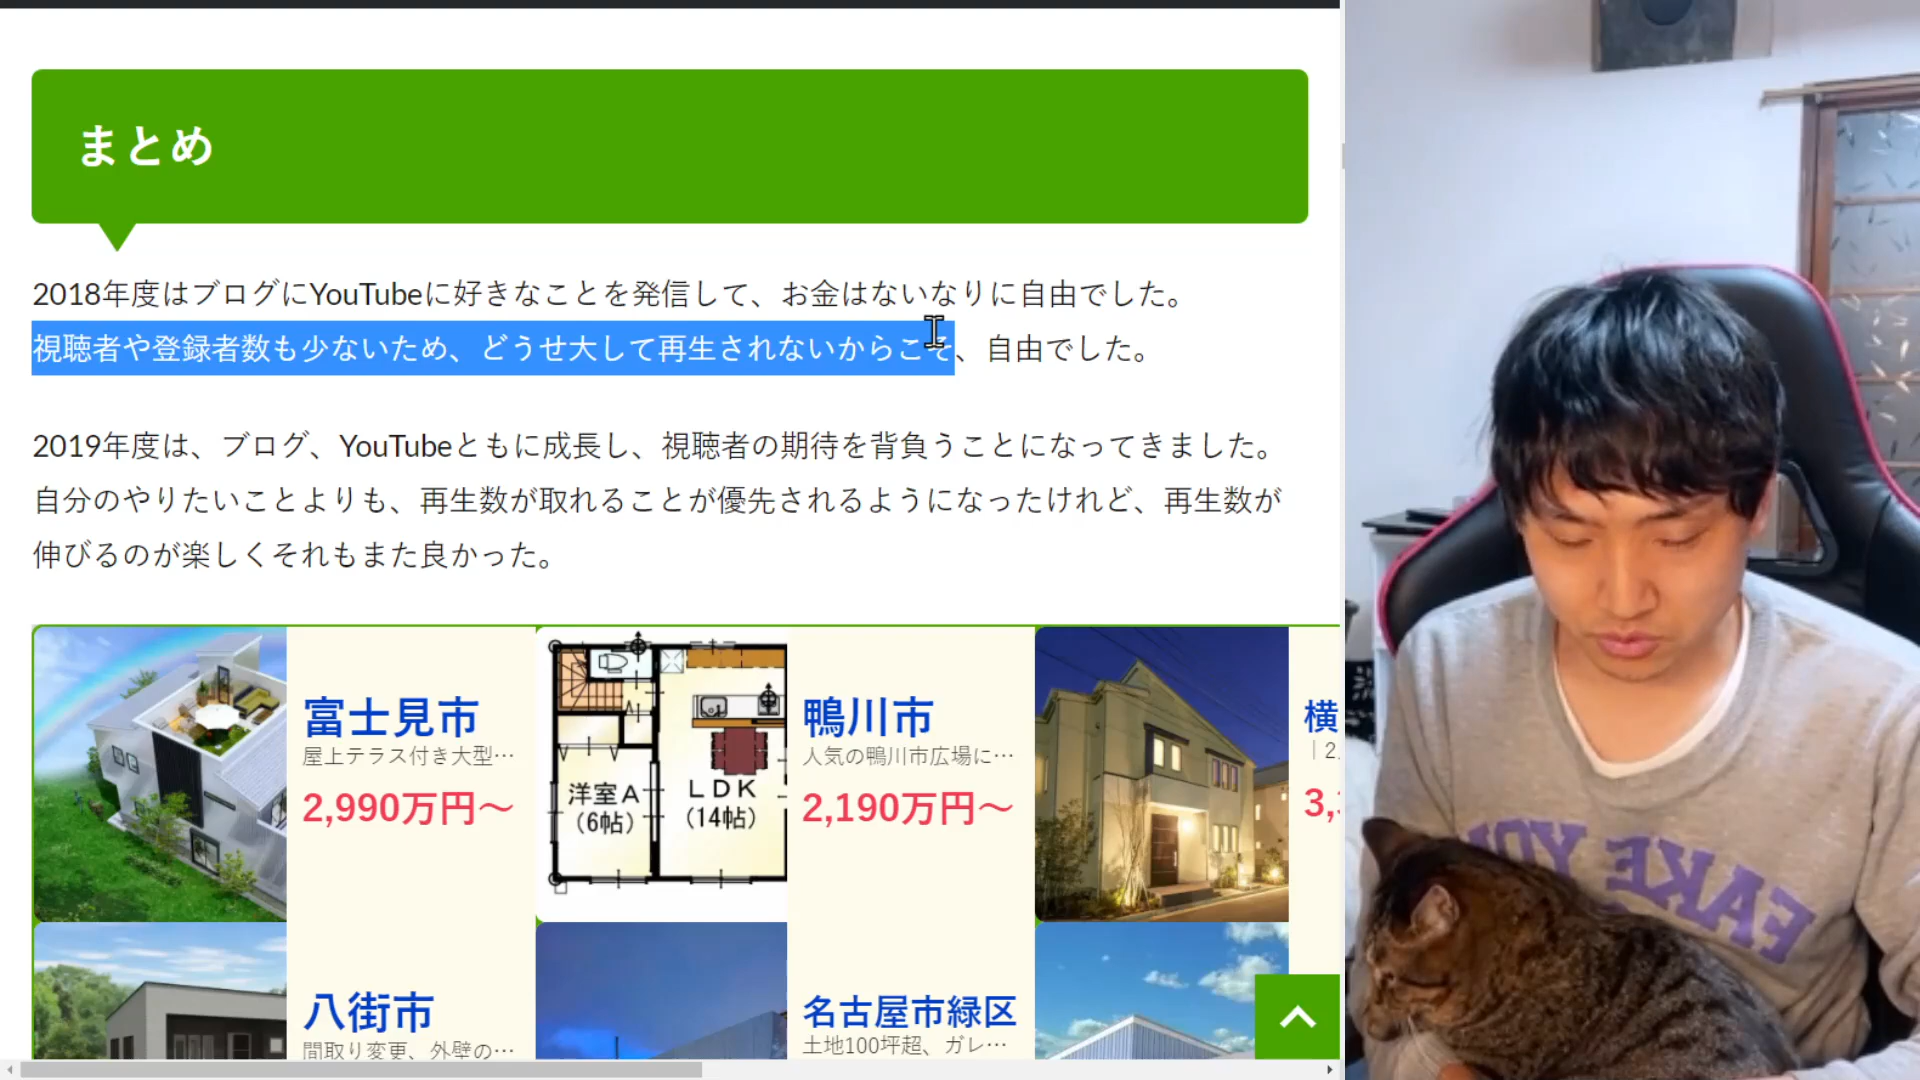 まとめ
2018年度はブログにYouTubeに好きなことを発信して、お金はないなりに自由でした。
視聴者や登録者数も少ないため、どうせ大して再生されないからこそ、自由でした。
2019年度は、ブログ、YouTubeともに成長し、視聴者の期待を背負うことになってきました。
自分のやりたいことよりも、再生数が取れることが優先されるようになったけれど、再生数が
伸びるのが楽しくそれもまた良かった。
富士見市
屋上テラス付き大型…
2,990万円～
洋室A
(6帖)
LDK
(14帖)
鴨川市
人気の鴨川市広場に…
2,190万円～
横
八街市
間取り変更、外壁の…
名古屋市緑区
土地100坪超、ガレ…
FAKE YOU